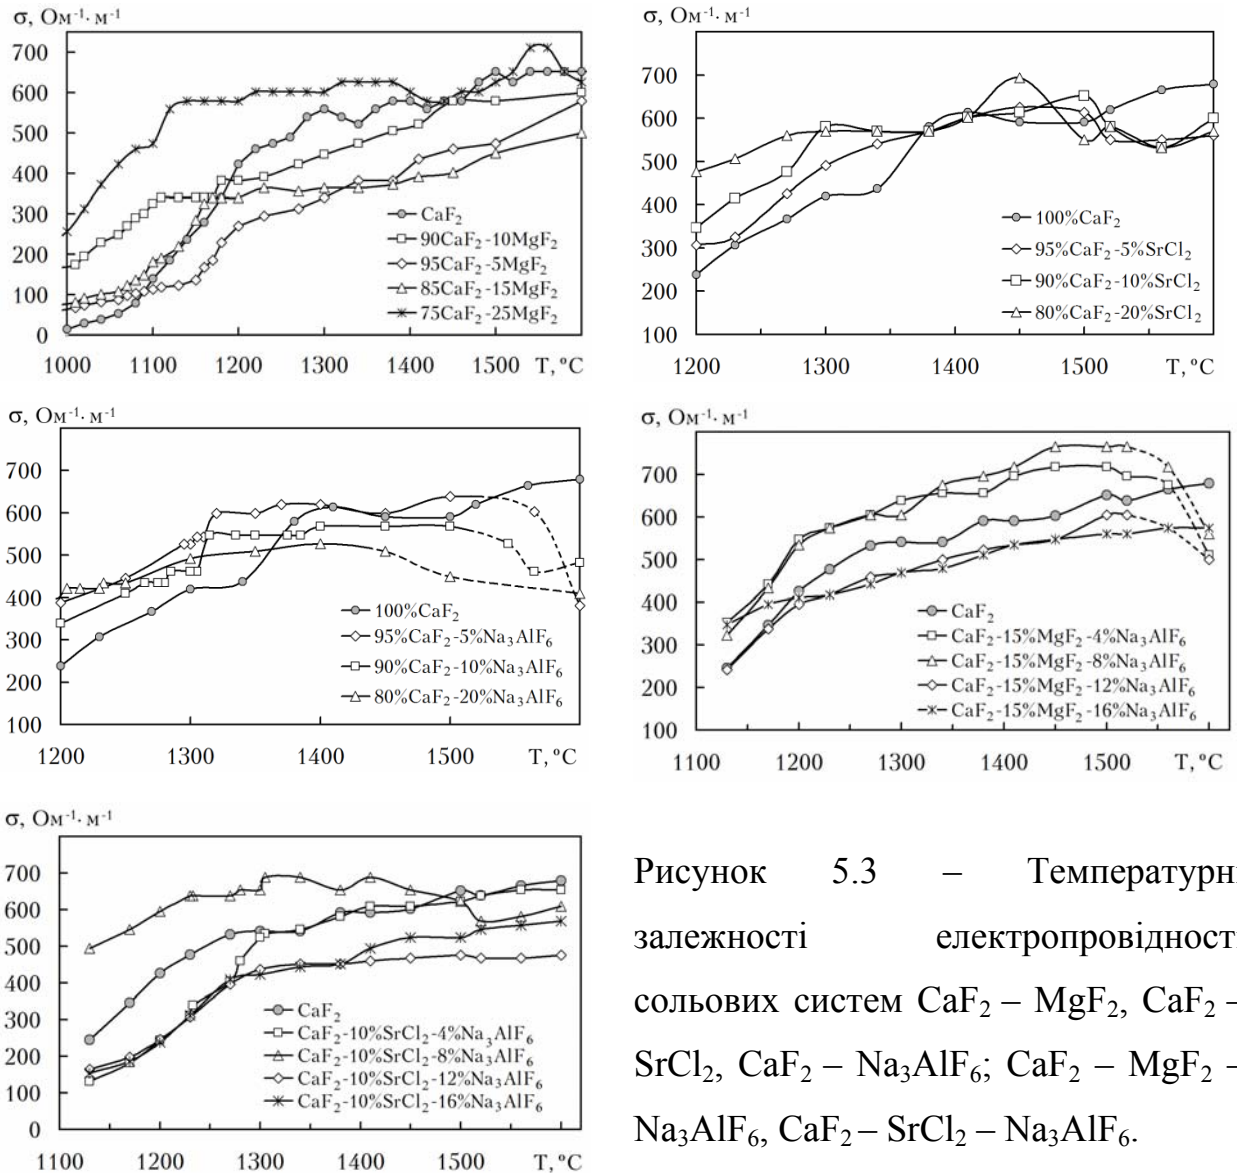 σ, Ом⁻¹· м⁻¹
700
600
500
400
300
200
100
0
CaF₂
90CaF₂-10MgF₂
95CaF₂-5MgF₂
85CaF₂-15MgF₂
75CaF₂-25MgF₂
1000 1100 1200 1300 1400 1500 T, °C
σ, Ом⁻¹· м⁻¹
700
600
500
400
300
200
100
100%CaF₂
95%CaF₂-5%SrCl₂
90%CaF₂-10%SrCl₂
80%CaF₂-20%SrCl₂
1200 1300 1400 1500 T, °C
σ, Ом⁻¹· м⁻¹
700
600
500
400
300
200
100
100%CaF₂
95%CaF₂-5%Na₃AlF₆
90%CaF₂-10%Na₃AlF₆
80%CaF₂-20%Na₃AlF₆
1200 1300 1400 1500 T, °C
σ, Ом⁻¹· м⁻¹
700
600
500
400
300
200
100
CaF₂
CaF₂-15%MgF₂-4%Na₃AlF₆
CaF₂-15%MgF₂-8%Na₃AlF₆
CaF₂-15%MgF₂-12%Na₃AlF₆
CaF₂-15%MgF₂-16%Na₃AlF₆
1100 1200 1300 1400 1500 T, °C
σ, Ом⁻¹· м⁻¹
700
600
500
400
300
200
100
0
CaF₂
CaF₂-10%SrCl₂-4%Na₃AlF₆
CaF₂-10%SrCl₂-8%Na₃AlF₆
CaF₂-10%SrCl₂-12%Na₃AlF₆
CaF₂-10%SrCl₂-16%Na₃AlF₆
1100 1200 1300 1400 1500 T, °C
Рисунок 5.3 – Температурні
залежності електропровідності
сольових систем CaF₂ – MgF₂, CaF₂ –
SrCl₂, CaF₂ – Na₃AlF₆; CaF₂ – MgF₂ –
Na₃AlF₆, CaF₂ – SrCl₂ – Na₃AlF₆.